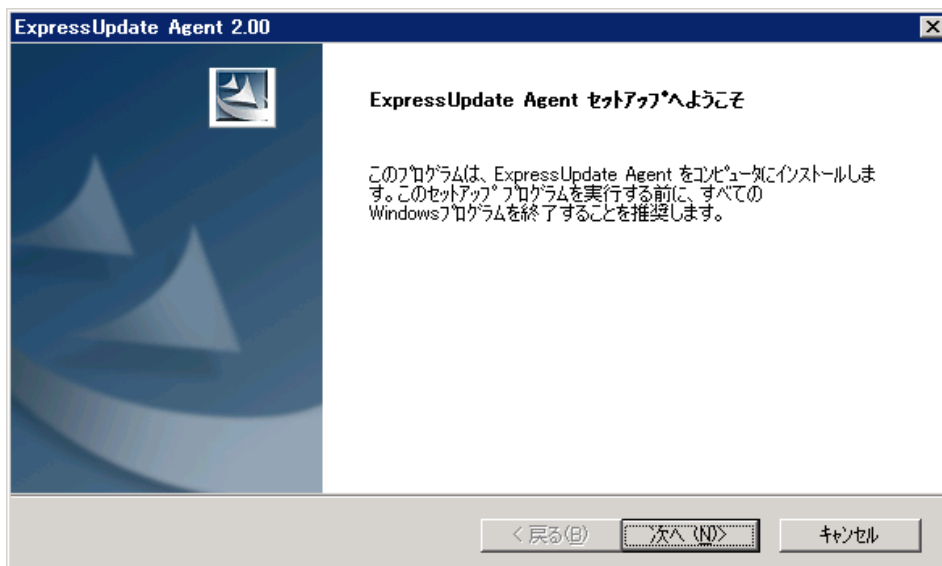 ExpressUpdate Agent 2.00
ExpressUpdate Agent ｾｯﾄｱｯﾌﾟへようこそ
このﾌﾟﾛｸﾞﾗﾑは、ExpressUpdate Agent をｺﾝﾋﾟｭｰﾀにｲﾝｽﾄｰﾙしま
す。このｾｯﾄｱｯﾌﾟ ﾌﾟﾛｸﾞﾗﾑを実行する前に、すべての
Windowsﾌﾟﾛｸﾞﾗﾑを終了することを推奨します。
< 戻る(B)
次へ (N)>
ｷｬﾝｾﾙ